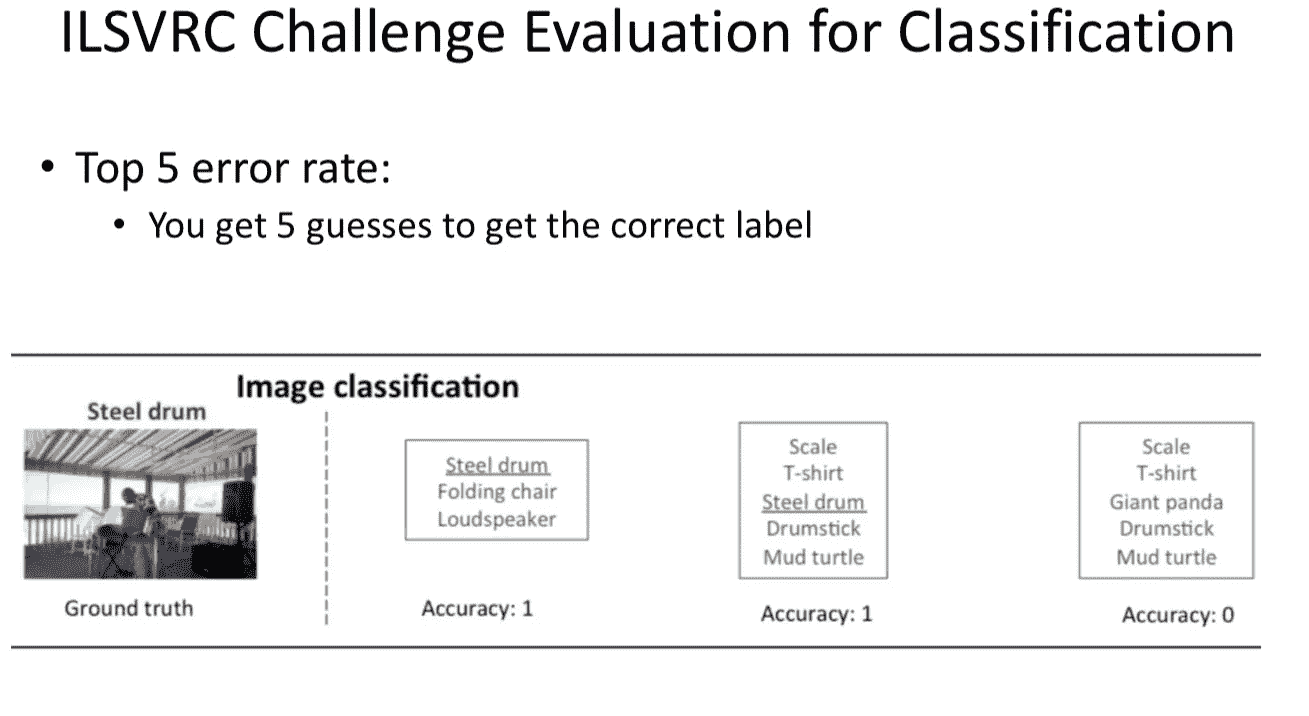 ILSVRC Challenge Evaluation for Classification
• Top 5 error rate:
• You get 5 guesses to get the correct label
Image classification
Steel drum
Ground truth
Steel drum
Folding chair
Loudspeaker
Accuracy: 1
Scale
T-shirt
Steel drum
Drumstick
Mud turtle
Accuracy: 1
Scale
T-shirt
Giant panda
Drumstick
Mud turtle
Accuracy: 0